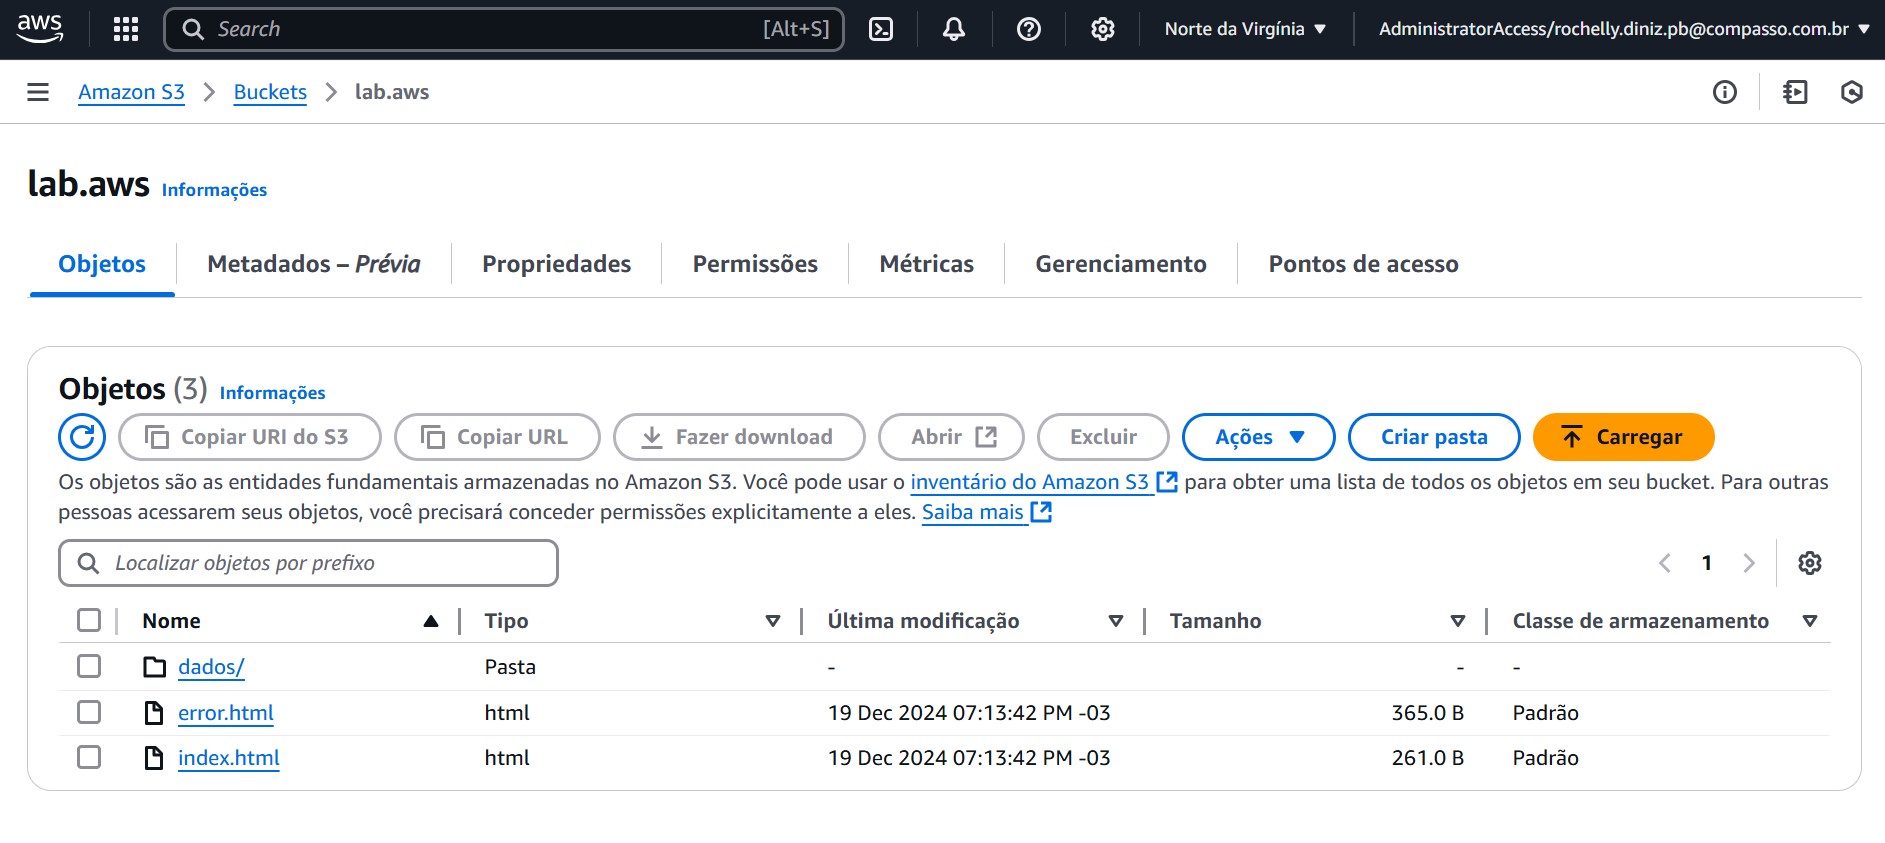 aws Search [Alt+S] Norte da Virgínia AdministratorAccess/rochelly.diniz.pb@compasso.com.br
Amazon S3 Buckets lab.aws
lab.aws Informações
Objetos Metadados – Prévia Propriedades Permissões Métricas Gerenciamento Pontos de acesso
Objetos (3) Informações
Copiar URI do S3 Copiar URL Fazer download Abrir Excluir Ações Criar pasta Carregar
Os objetos são as entidades fundamentais armazenadas no Amazon S3. Você pode usar o inventário do Amazon S3 para obter uma lista de todos os objetos em seu bucket. Para outras
pessoas acessarem seus objetos, você precisará conceder permissões explicitamente a eles. Saiba mais
Localizar objetos por prefixo 1
Nome Tipo Última modificação Tamanho Classe de armazenamento
dados/ Pasta - - -
error.html html 19 Dec 2024 07:13:42 PM -03 365.0 B Padrão
index.html html 19 Dec 2024 07:13:42 PM -03 261.0 B Padrão